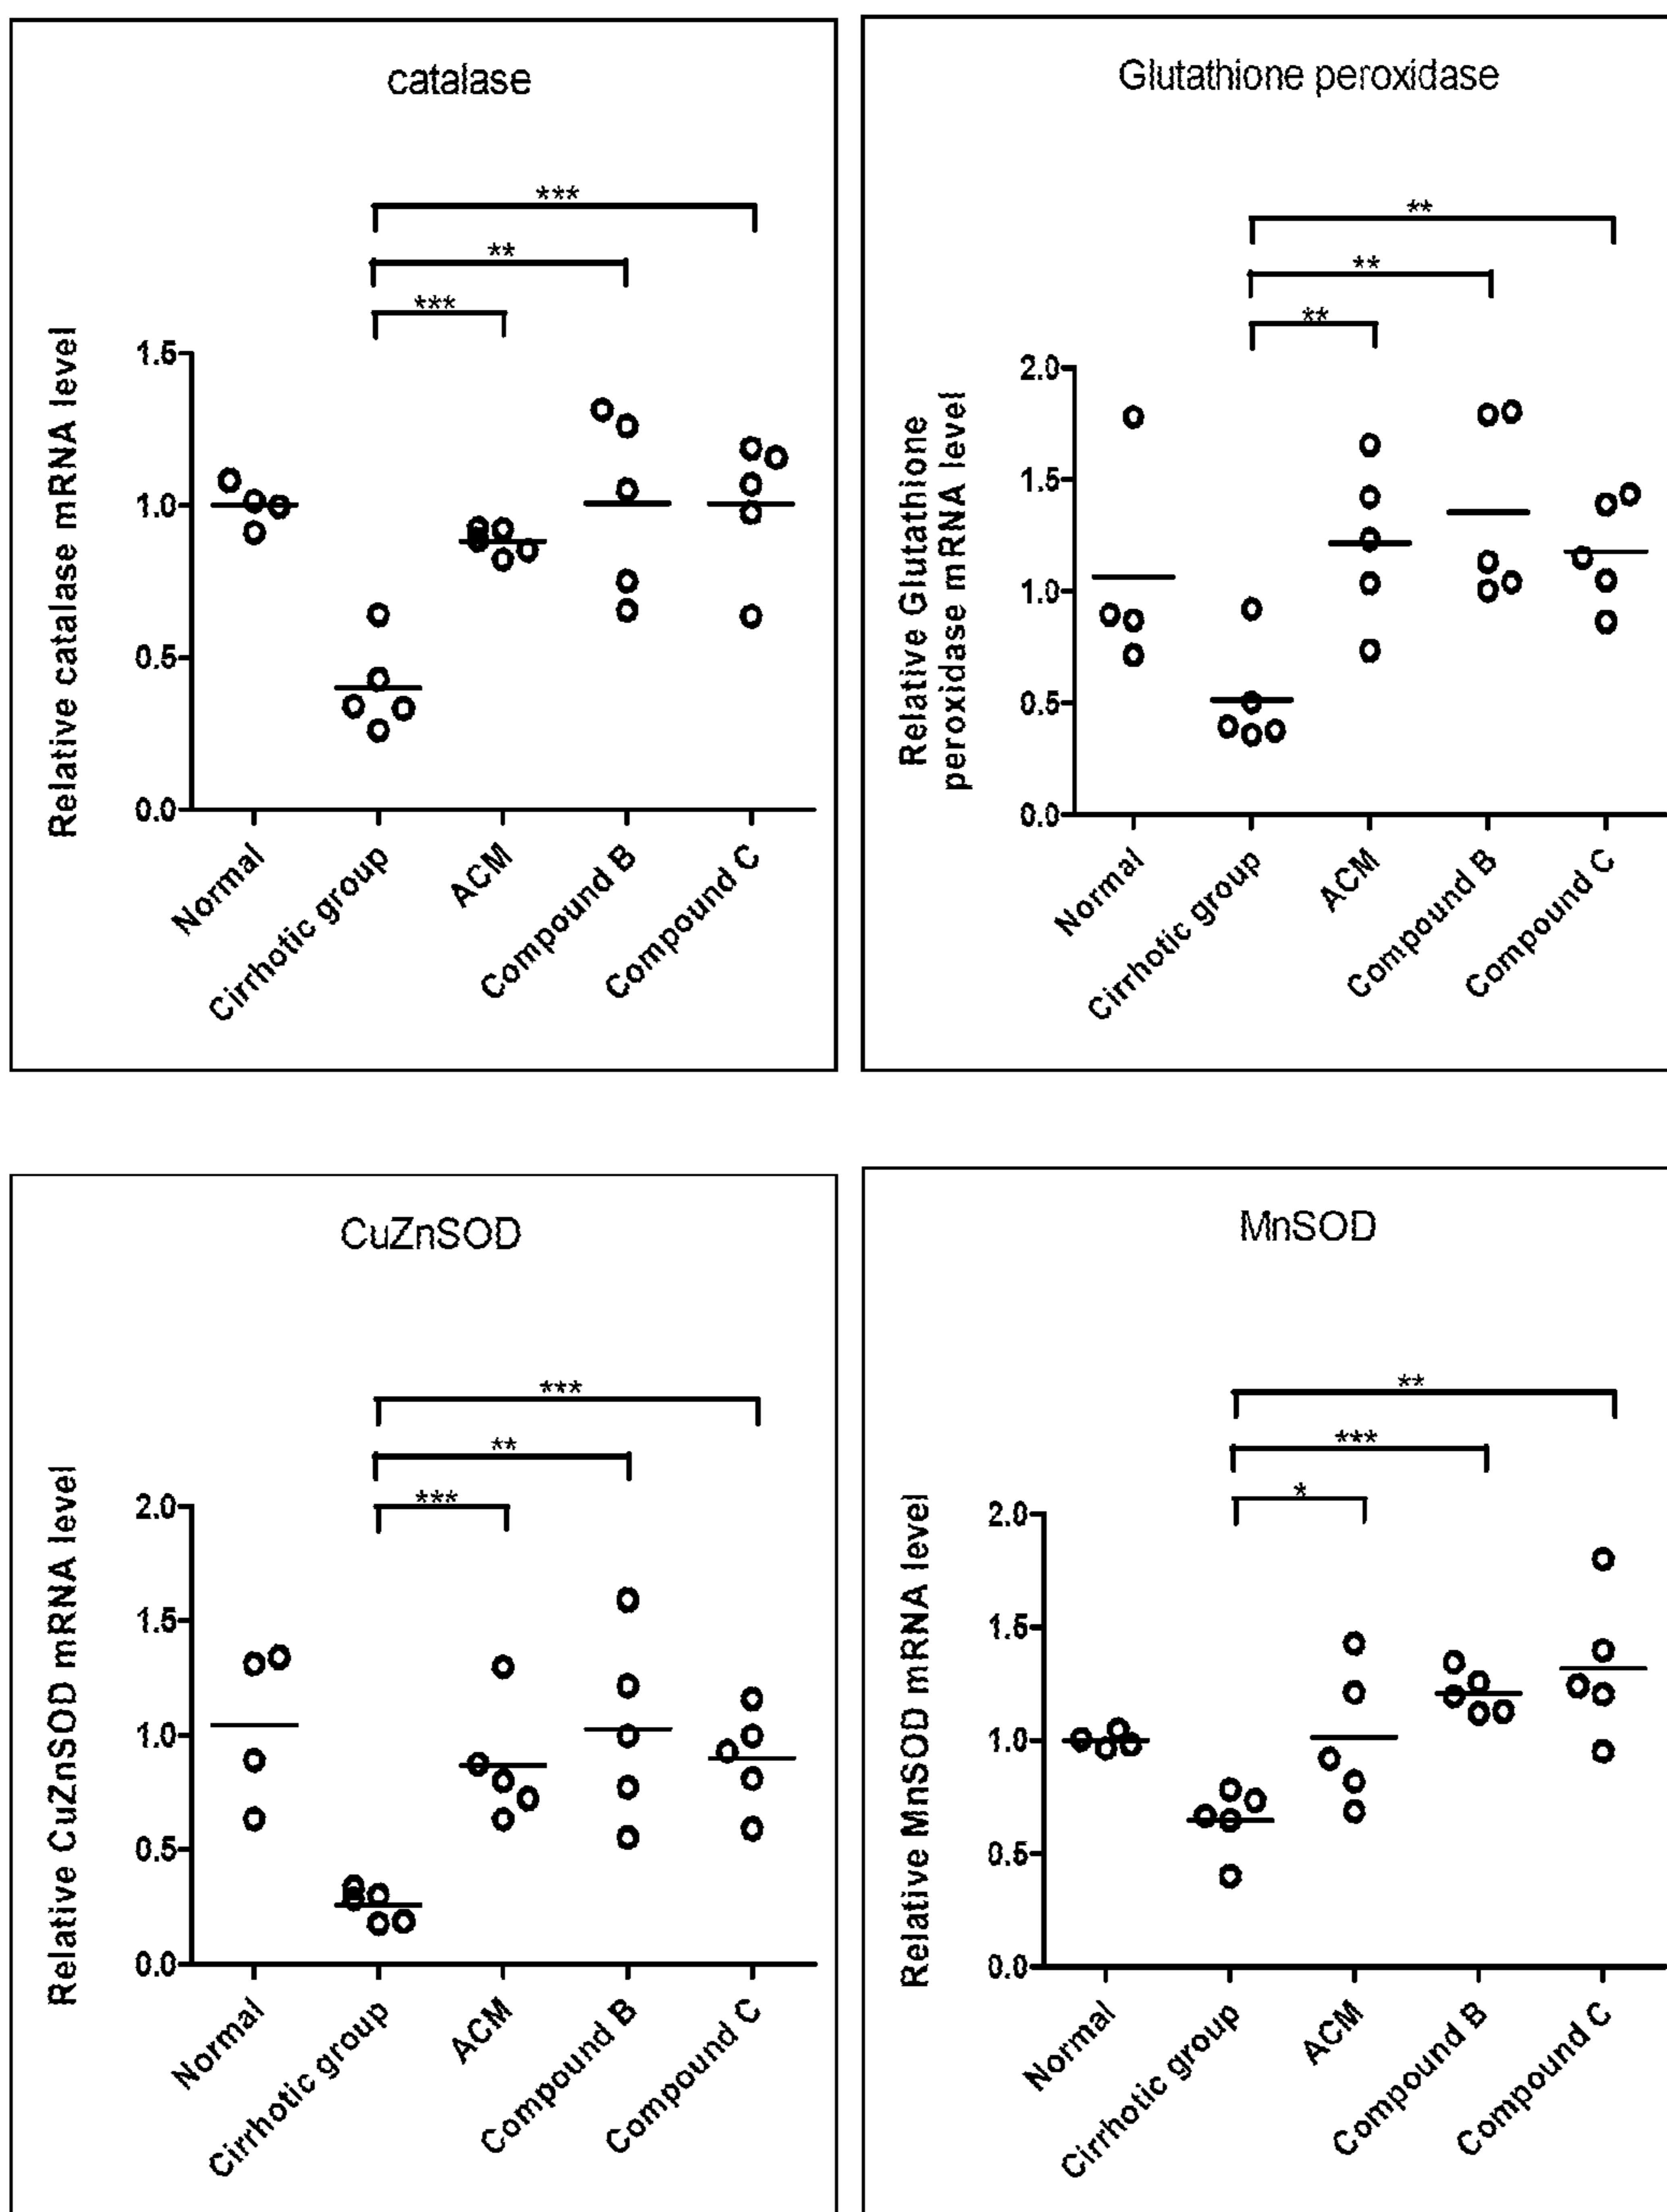 catalase
***
**
***
Relative catalase mRNA level
1.5
1.0
0.5
0.0
Normal
Cirrhotic group
ACM
Compound B
Compound C
Glutathione peroxidase
**
**
**
Relative Glutathione
peroxidase mRNA level
2.0
1.5
1.0
0.5
0.0
Normal
Cirrhotic group
ACM
Compound B
Compound C
CuZnSOD
***
**
***
Relative CuZnSOD mRNA level
2.0
1.5
1.0
0.5
0.0
Normal
Cirrhotic group
ACM
Compound B
Compound C
MnSOD
**
***
*
Relative MnSOD mRNA level
2.0
1.5
1.0
0.5
0.0
Normal
Cirrhotic group
ACM
Compound B
Compound C